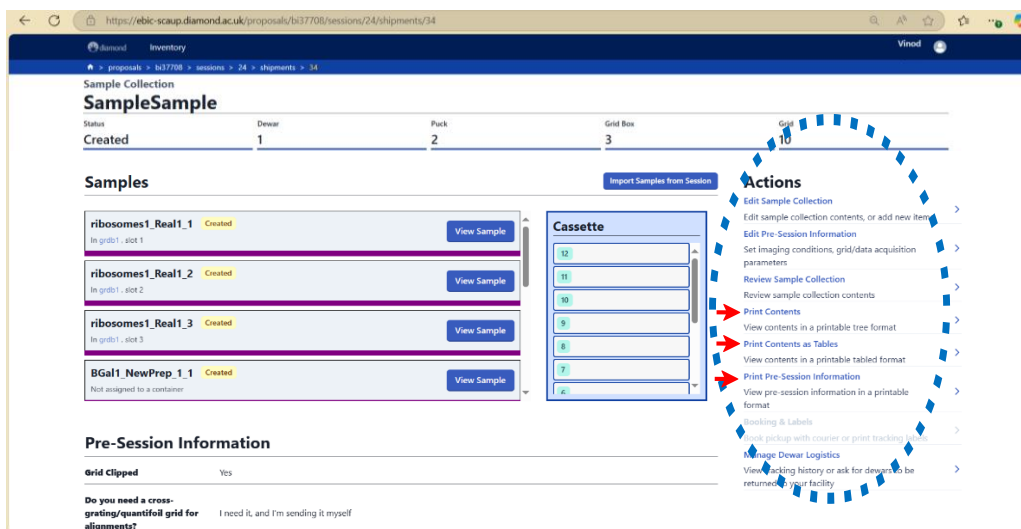 https://ebic-scaup.diamond.ac.uk/proposals/bi37708/sessions/24/shipments/34
diamond Inventory Vinod
> proposals > bi37708 > sessions > 24 > shipments > 34
Sample Collection
SampleSample
Status Dewar Puck Grid Box Grid
Created 1 2 3 10
Samples
Import Samples from Session
ribosomes1_Real1_1 Created
In grdb1 . slot 1
View Sample
ribosomes1_Real1_2 Created
In grdb1 . slot 2
View Sample
ribosomes1_Real1_3 Created
In grdb1 . slot 3
View Sample
BGal1_NewPrep_1_1 Created
Not assigned to a container
View Sample
Cassette
12
11
10
9
8
7
6
Actions
Edit Sample Collection
Edit sample collection contents, or add new item
Edit Pre-Session Information
Set imaging conditions, grid/data acquisition
parameters
Review Sample Collection
Review sample collection contents
Print Contents
View contents in a printable tree format
Print Contents as Tables
View contents in a printable tabled format
Print Pre-Session Information
View pre-session information in a printable
format
Booking & Labels
Book pickup with courier or print tracking labels
Manage Dewar Logistics
View tracking history or ask for dewars to be
returned to your facility
Pre-Session Information
Grid Clipped Yes
Do you need a cross-
grating/quantifoil grid for I need it, and I'm sending it myself
alignments?